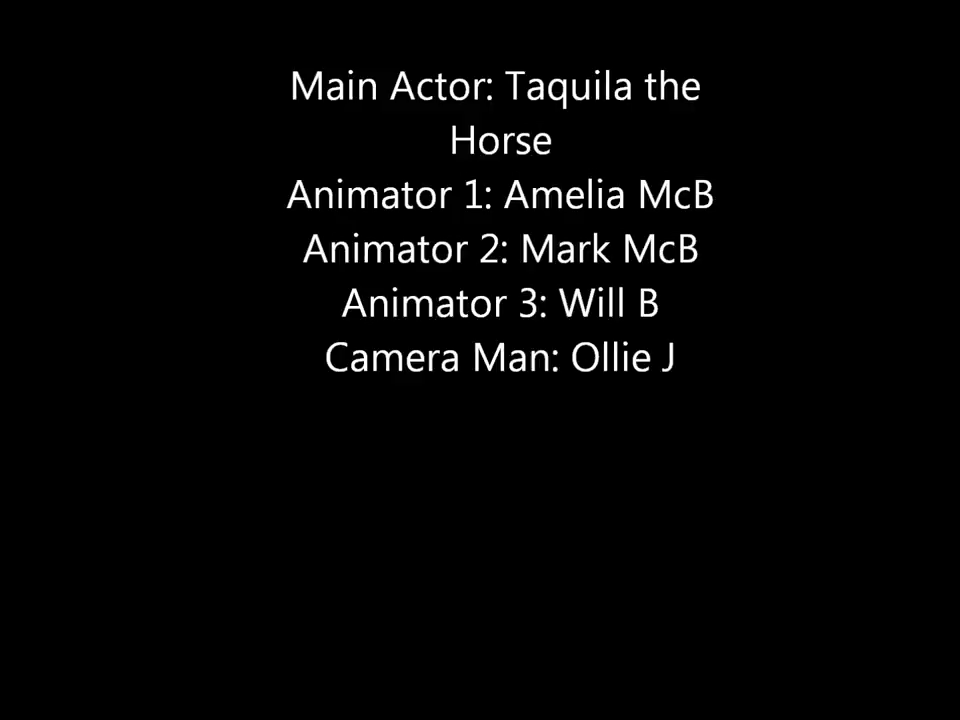 Main Actor: Taquila the
Horse
Animator 1: Amelia McB
Animator 2: Mark McB
Animator 3: Will B
Camera Man: Ollie J